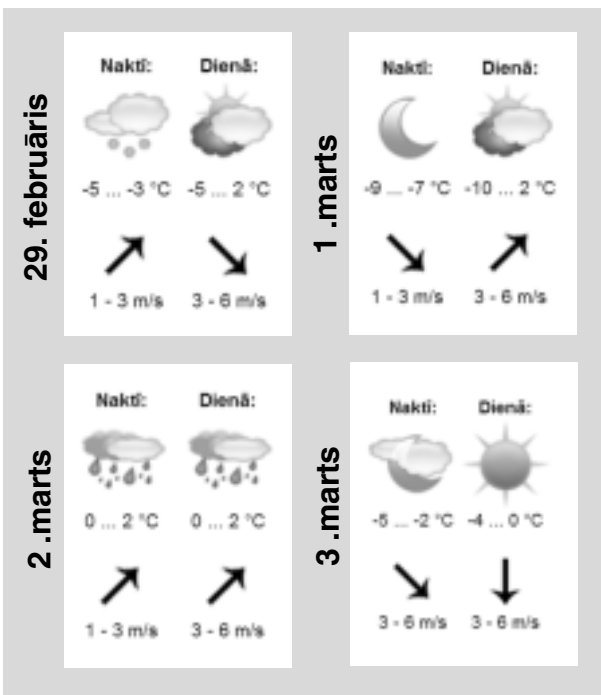 29. februāris
Naktī: Dienā:
-5 ... -3 °C -5 ... 2 °C
1 - 3 m/s 3 - 6 m/s
1 .marts
Naktī: Dienā:
-9 ... -7 °C -10 ... 2 °C
1 - 3 m/s 3 - 6 m/s
2 .marts
Naktī: Dienā:
0 ... 2 °C 0 ... 2 °C
1 - 3 m/s 3 - 6 m/s
3 .marts
Naktī: Dienā:
-5 ... -2 °C -4 ... 0 °C
3 - 6 m/s 3 - 6 m/s